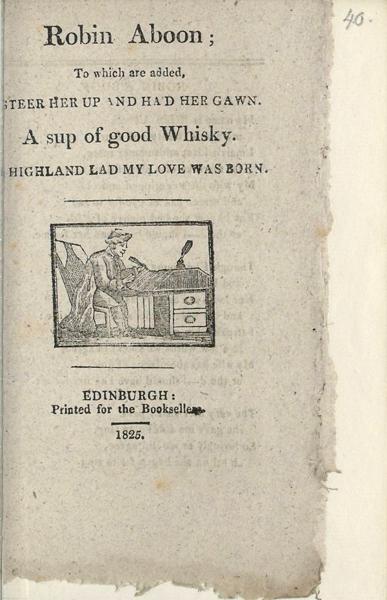 40.
Robin Aboon;
To which are added,
STEER HER UP AND HA'D HER GAWN.
A sup of good Whisky.
HIGHLAND LAD MY LOVE WAS BORN.
EDINBURGH:
Printed for the Booksellers.
1825.